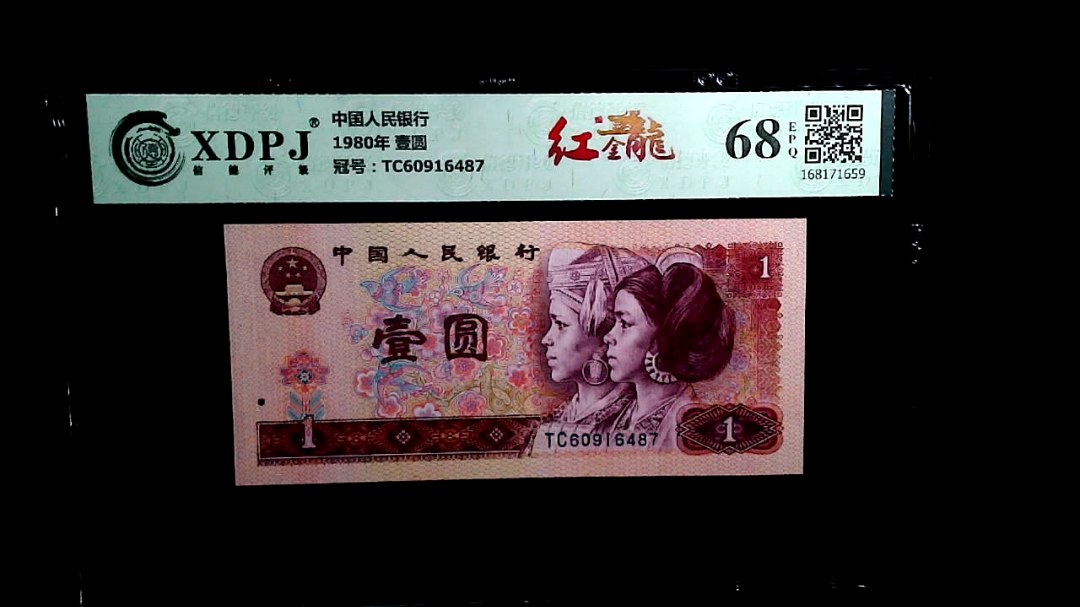 XDPJ®
信德评级
中国人民银行
1980年 壹圆
冠号：TC60916487
红金龍
68
EPQ
168171659
中国人民银行
1
壹圆
1
TC60916487
1